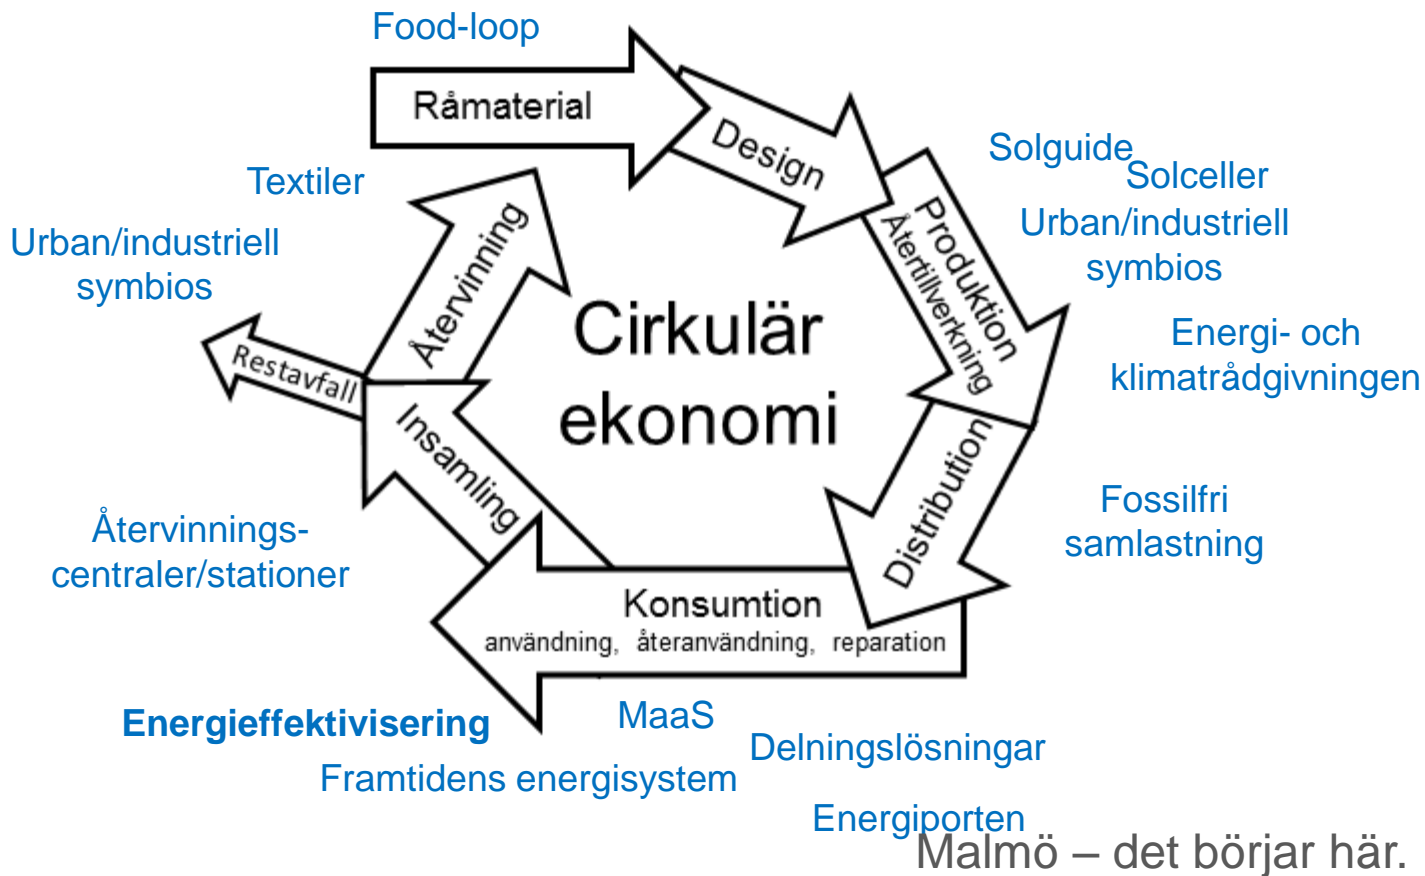 Food-loop
Råmaterial
Design
Solguide
Solceller
Textiler
Produktion
Återtillverkning
Urban/industriell
symbios
Urban/industriell
symbios
Återvinning
Cirkulär
ekonomi
Energi- och
klimatrådgivningen
Restavfall
Insamling
Distribution
Fossilfri
samlastning
Återvinnings-
centraler/stationer
Konsumtion
användning, återanvändning, reparation
Energieffektivisering
MaaS
Delningslösningar
Framtidens energisystem
Energiporten
Malmö – det börjar här.